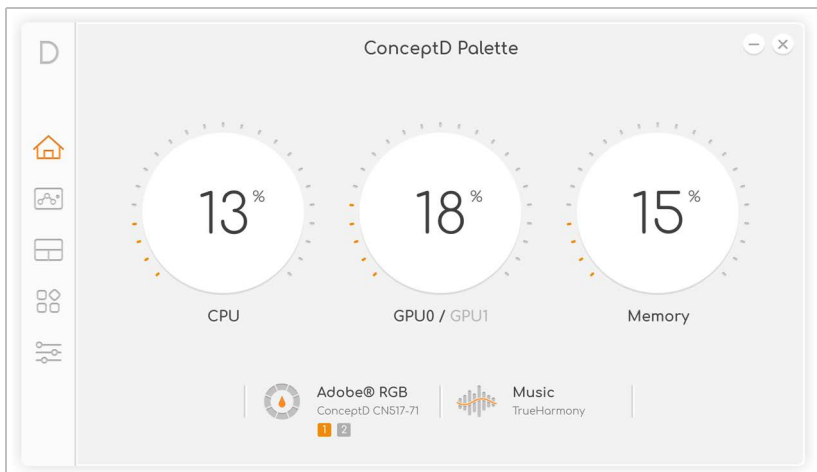 D
ConceptD Palette
13%
18%
15%
CPU
GPU0 / GPU1
Memory
Adobe® RGB
ConceptD CN517-71
1 2
Music
TrueHarmony